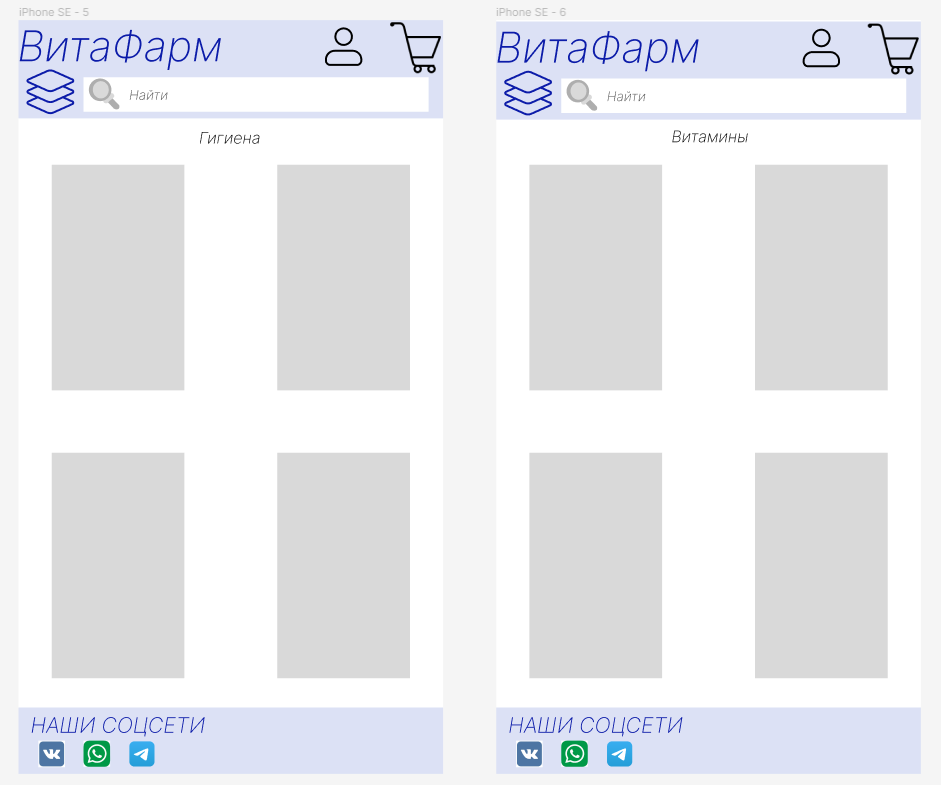 iPhone SE - 5
ВитаФарм
Найти
Гигиена
НАШИ СОЦСЕТИ
iPhone SE - 6
ВитаФарм
Найти
Витамины
НАШИ СОЦСЕТИ